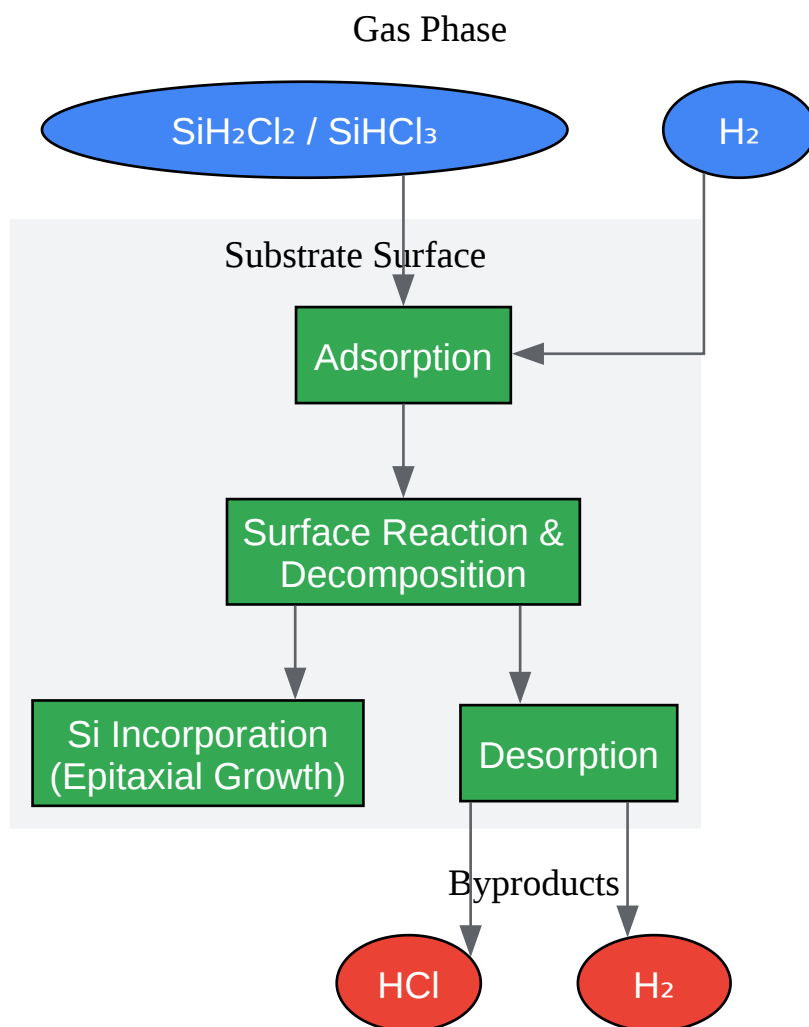 Gas Phase
SiH₂Cl₂ / SiHCl₃
H₂
Substrate Surface
Adsorption
Surface Reaction &
Decomposition
Si Incorporation
(Epitaxial Growth)
Desorption
Byproducts
HCl
H₂